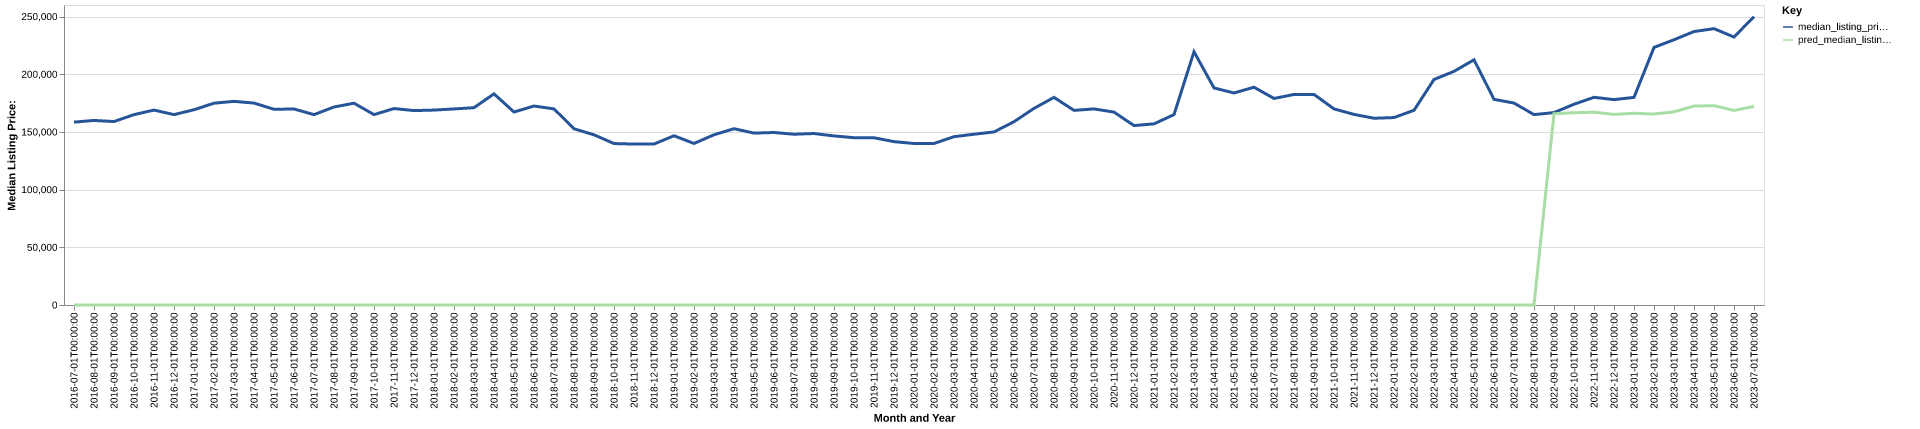 Key
median_listing_pri…
pred_median_listin…
Median Listing Price:
250,000
200,000
150,000
100,000
50,000
0
2016-07-01T00:00:00
2016-08-01T00:00:00
2016-09-01T00:00:00
2016-10-01T00:00:00
2016-11-01T00:00:00
2016-12-01T00:00:00
2017-01-01T00:00:00
2017-02-01T00:00:00
2017-03-01T00:00:00
2017-04-01T00:00:00
2017-05-01T00:00:00
2017-06-01T00:00:00
2017-07-01T00:00:00
2017-08-01T00:00:00
2017-09-01T00:00:00
2017-10-01T00:00:00
2017-11-01T00:00:00
2017-12-01T00:00:00
2018-01-01T00:00:00
2018-02-01T00:00:00
2018-03-01T00:00:00
2018-04-01T00:00:00
2018-05-01T00:00:00
2018-06-01T00:00:00
2018-07-01T00:00:00
2018-08-01T00:00:00
2018-09-01T00:00:00
2018-10-01T00:00:00
2018-11-01T00:00:00
2018-12-01T00:00:00
2019-01-01T00:00:00
2019-02-01T00:00:00
2019-03-01T00:00:00
2019-04-01T00:00:00
2019-05-01T00:00:00
2019-06-01T00:00:00
2019-07-01T00:00:00
2019-08-01T00:00:00
2019-09-01T00:00:00
2019-10-01T00:00:00
2019-11-01T00:00:00
2019-12-01T00:00:00
2020-01-01T00:00:00
2020-02-01T00:00:00
2020-03-01T00:00:00
2020-04-01T00:00:00
2020-05-01T00:00:00
2020-06-01T00:00:00
2020-07-01T00:00:00
2020-08-01T00:00:00
2020-09-01T00:00:00
2020-10-01T00:00:00
2020-11-01T00:00:00
2020-12-01T00:00:00
2021-01-01T00:00:00
2021-02-01T00:00:00
2021-03-01T00:00:00
2021-04-01T00:00:00
2021-05-01T00:00:00
2021-06-01T00:00:00
2021-07-01T00:00:00
2021-08-01T00:00:00
2021-09-01T00:00:00
2021-10-01T00:00:00
2021-11-01T00:00:00
2021-12-01T00:00:00
2022-01-01T00:00:00
2022-02-01T00:00:00
2022-03-01T00:00:00
2022-04-01T00:00:00
2022-05-01T00:00:00
2022-06-01T00:00:00
2022-07-01T00:00:00
2022-08-01T00:00:00
2022-09-01T00:00:00
2022-10-01T00:00:00
2022-11-01T00:00:00
2022-12-01T00:00:00
2023-01-01T00:00:00
2023-02-01T00:00:00
2023-03-01T00:00:00
2023-04-01T00:00:00
2023-05-01T00:00:00
2023-06-01T00:00:00
2023-07-01T00:00:00
Month and Year